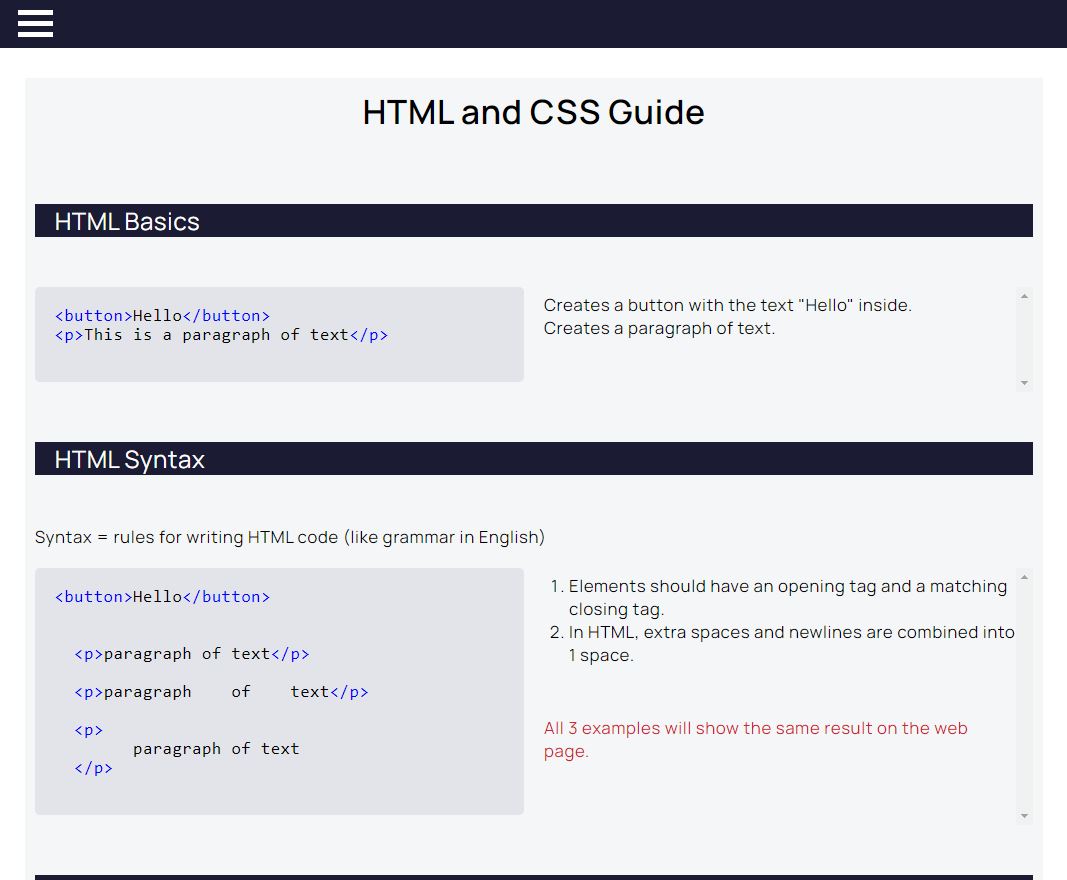 HTML and CSS Guide
HTML Basics
<button>Hello</button>
<p>This is a paragraph of text</p>
Creates a button with the text "Hello" inside.
Creates a paragraph of text.
HTML Syntax
Syntax = rules for writing HTML code (like grammar in English)
<button>Hello</button>
<p>paragraph of text</p>
<p>paragraph    of    text</p>
<p>
paragraph of text
</p>
1. Elements should have an opening tag and a matching
closing tag.
2. In HTML, extra spaces and newlines are combined into
1 space.
All 3 examples will show the same result on the web
page.